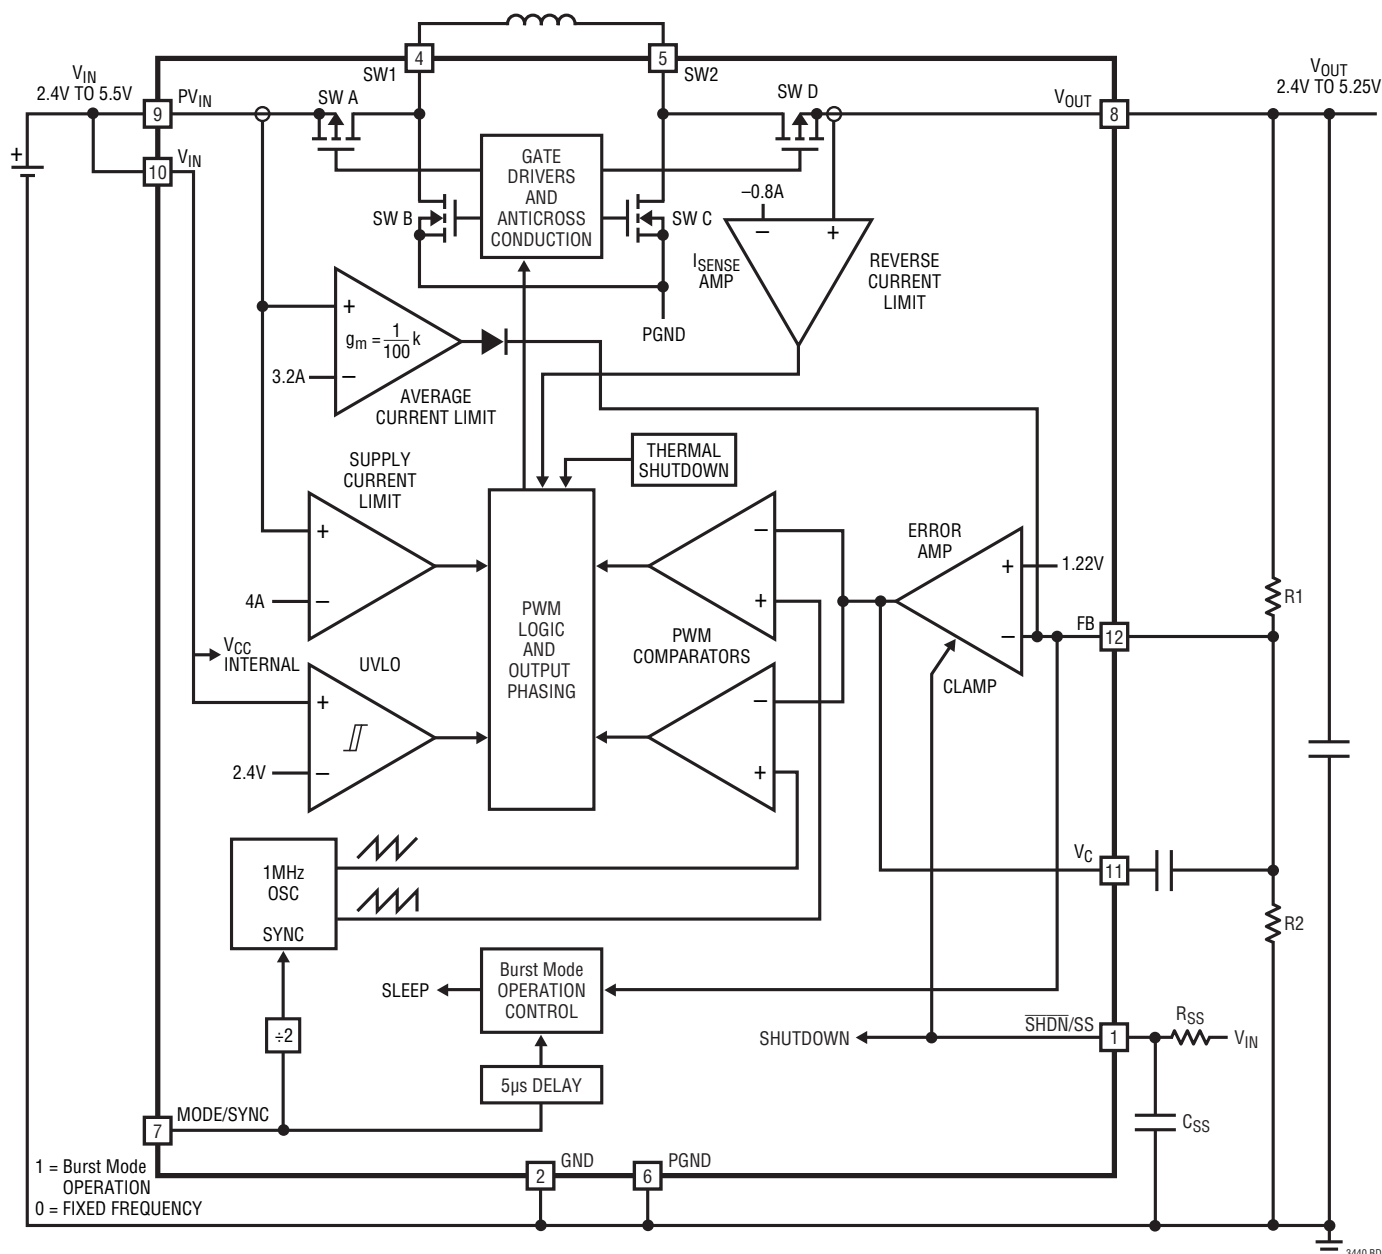 4
5
SW1
SW2
VIN
2.4V TO 5.5V
VOUT
2.4V TO 5.25V
9
PVIN
SW A
SW D
VOUT
8
+
10
VIN
GATE
DRIVERS
AND
ANTICROSS
CONDUCTION
SW B
SW C
–0.8A
–
+
ISENSE
AMP
REVERSE
CURRENT
LIMIT
PGND
+
gm = 1/100 k
3.2A
–
AVERAGE
CURRENT LIMIT
THERMAL
SHUTDOWN
SUPPLY
CURRENT
LIMIT
+
4A
–
–
+
ERROR
AMP
+
1.22V
–
FB
12
R1
PWM
LOGIC
AND
OUTPUT
PHASING
PWM
COMPARATORS
CLAMP
VCC
INTERNAL
UVLO
+
2.4V
–
–
+
1MHz
OSC
SYNC
VC
11
R2
SLEEP
Burst Mode
OPERATION
CONTROL
÷2
5µs DELAY
SHUTDOWN
SHDN/SS
1
RSS
VIN
CSS
MODE/SYNC
7
1 = Burst Mode
OPERATION
0 = FIXED FREQUENCY
2
GND
6
PGND
3440 BD